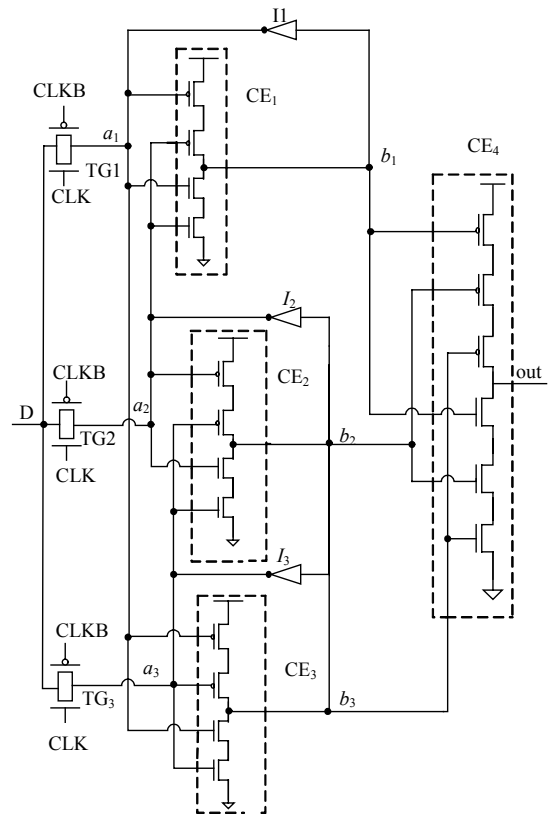 I1
CLKB
CE₁
a₁
b₁
CE₄
TG1
CLK
I₂
CLKB
CE₂
out
D
a₂
b₂
TG2
CLK
I₃
CLKB
a₃
CE₃
b₃
TG₃
CLK